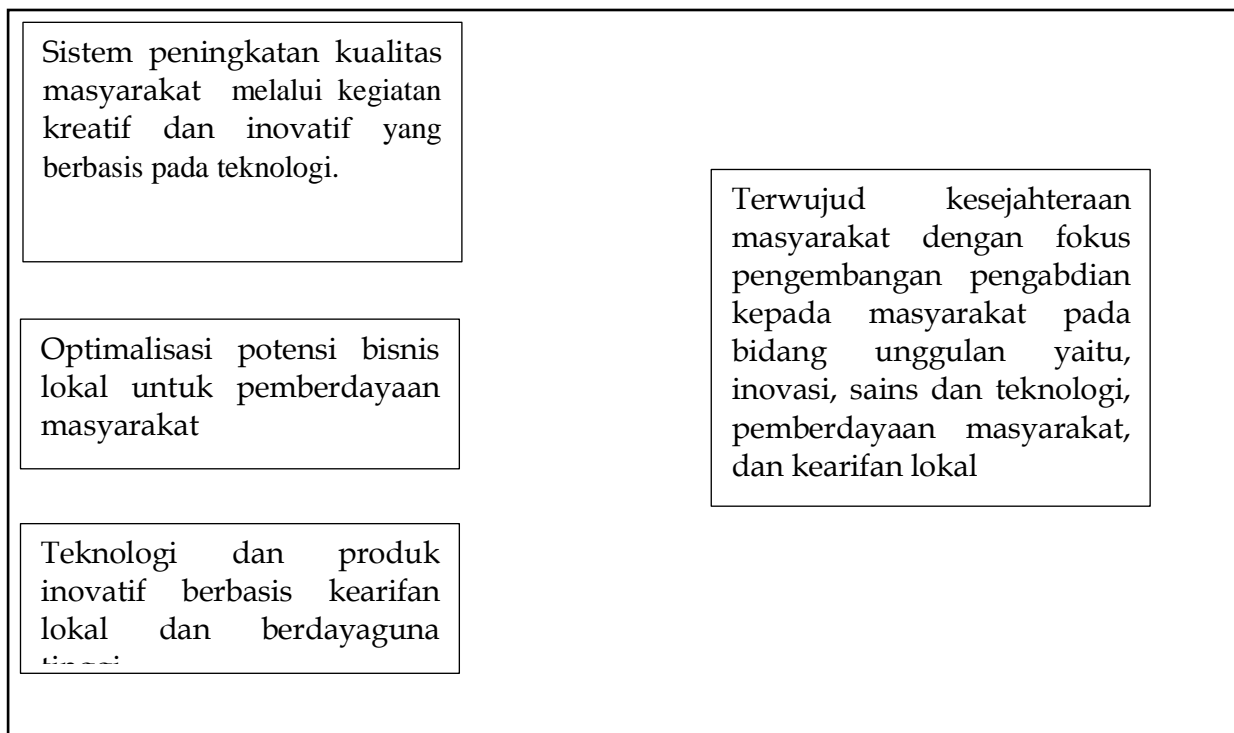 Sistem peningkatan kualitas
masyarakat melalui kegiatan
kreatif dan inovatif yang
berbasis pada teknologi.
Optimalisasi potensi bisnis
lokal untuk pemberdayaan
masyarakat
Teknologi dan produk
inovatif berbasis kearifan
lokal dan berdayaguna
tinggi
Terwujud kesejahteraan
masyarakat dengan fokus
pengembangan pengabdian
kepada masyarakat pada
bidang unggulan yaitu,
inovasi, sains dan teknologi,
pemberdayaan masyarakat,
dan kearifan lokal